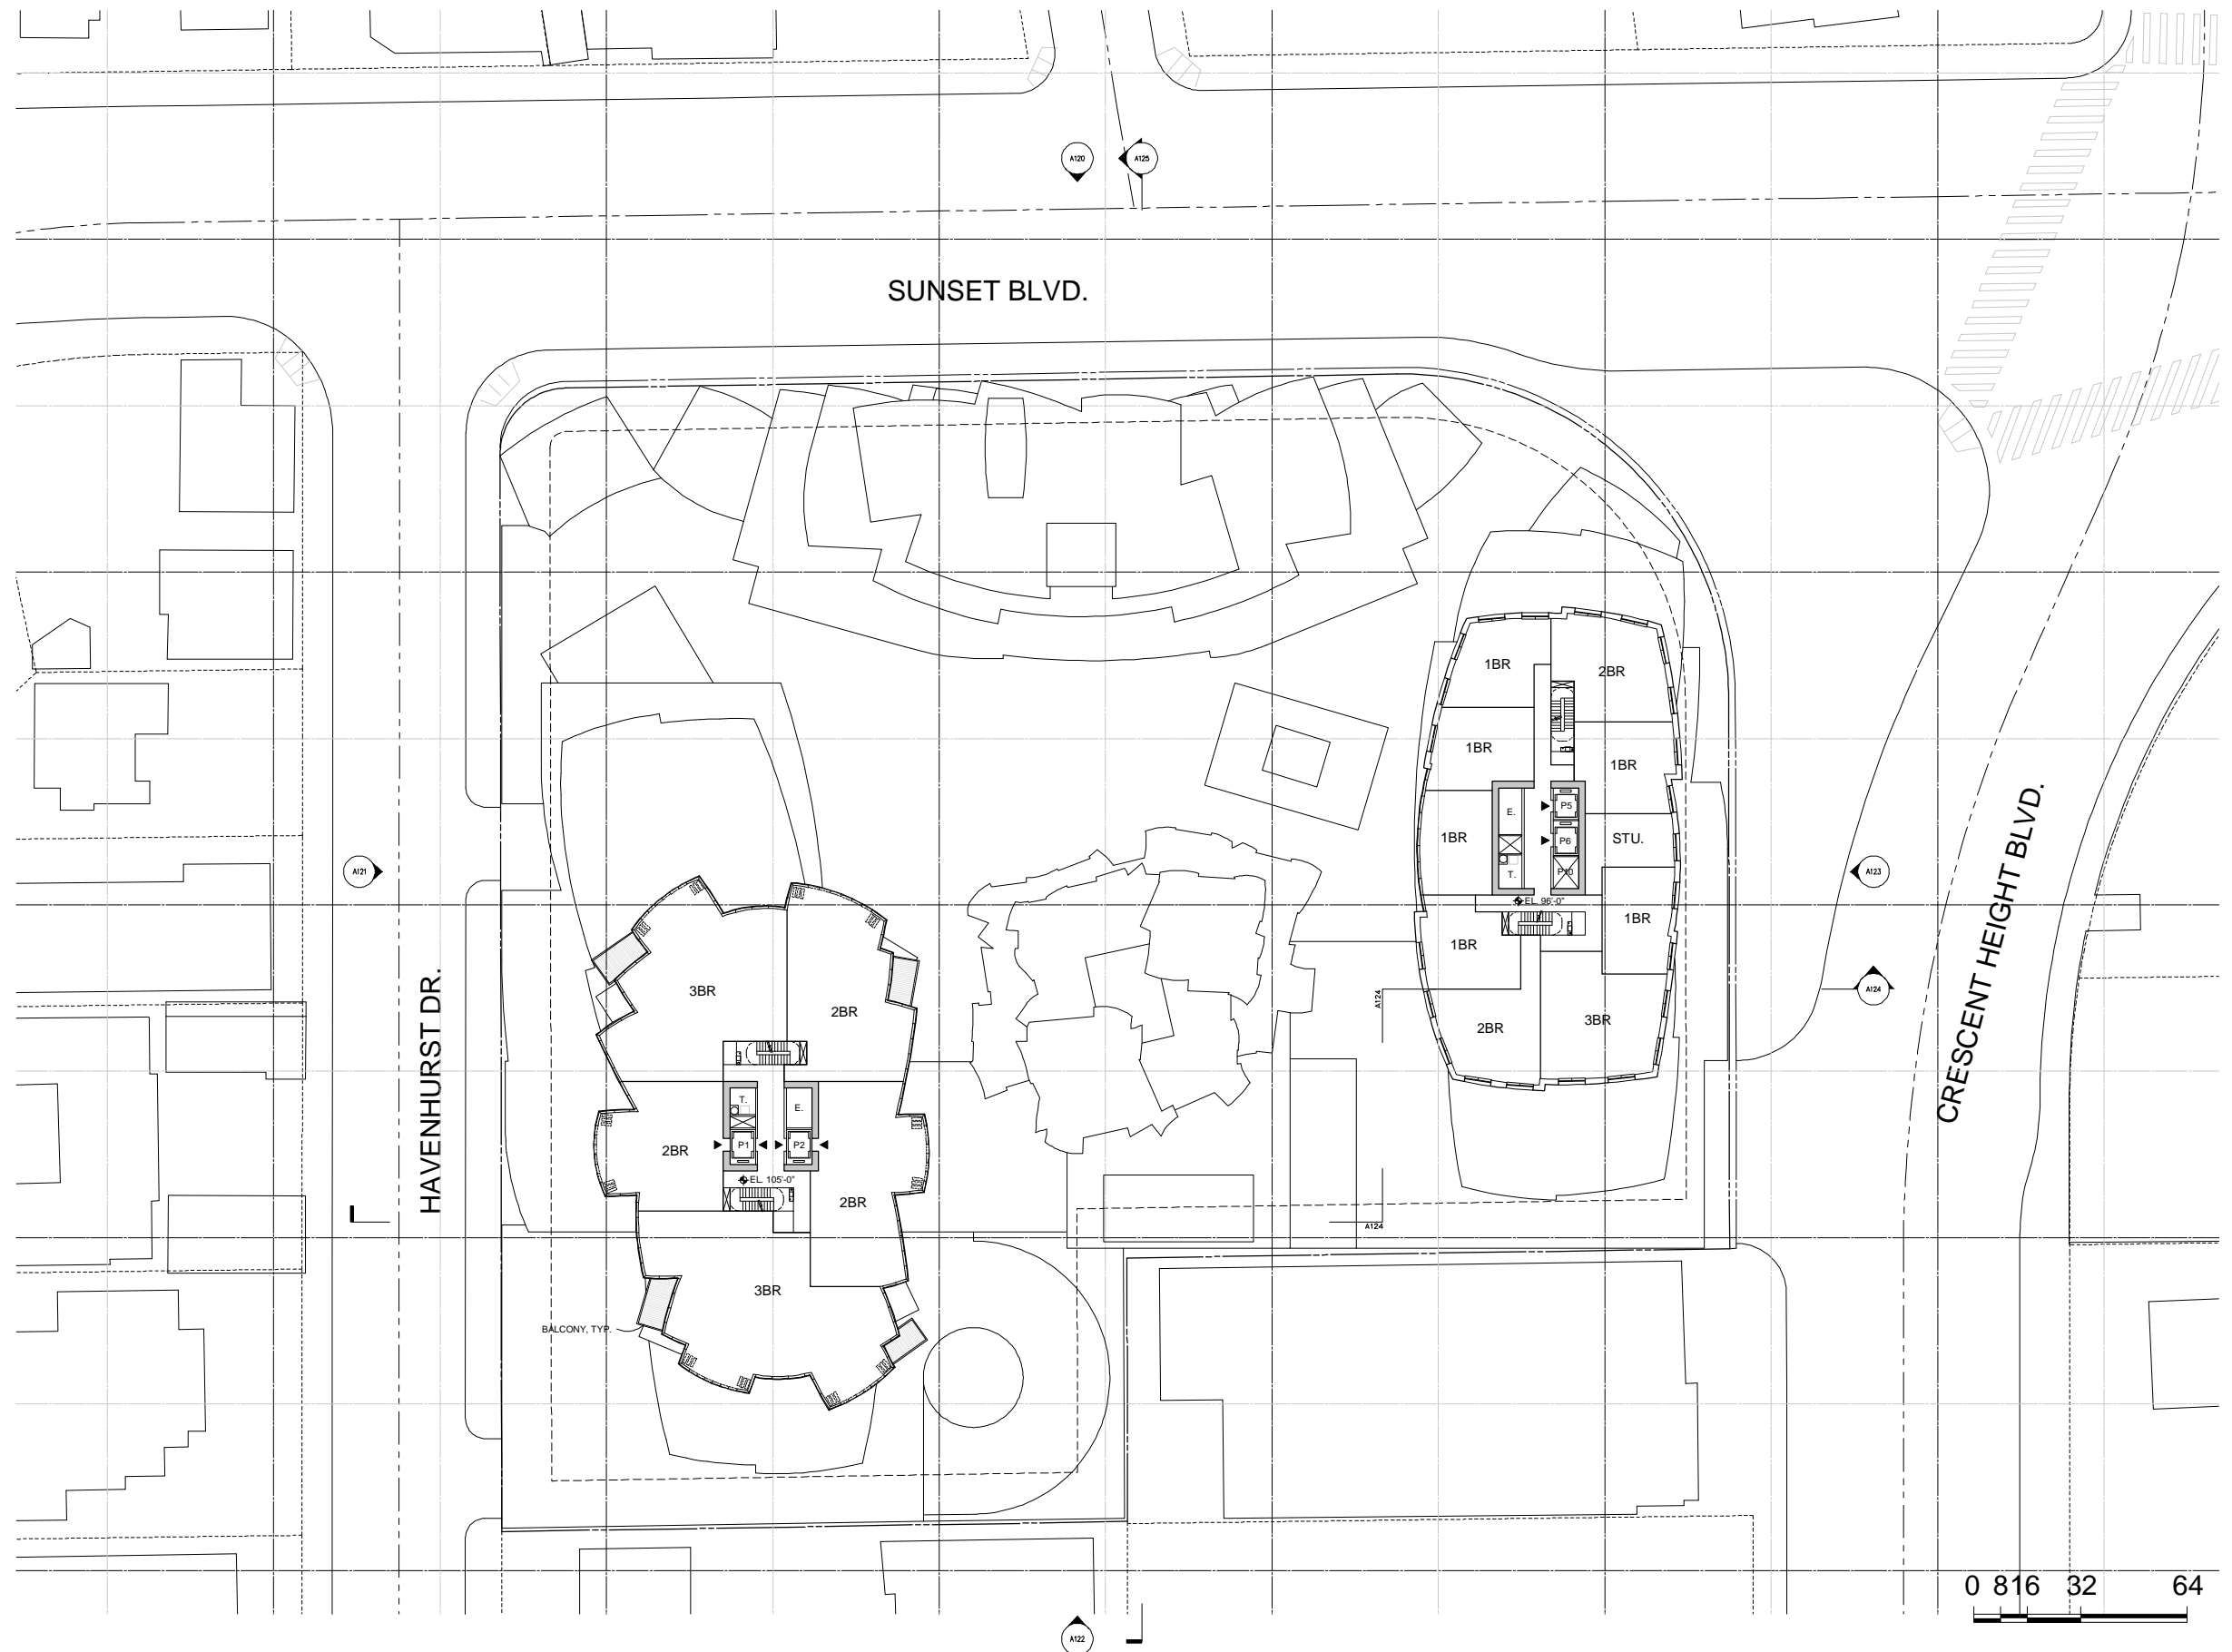 A120
A125
SUNSET BLVD.
1BR
2BR
1BR
1BR
E.
P5
1BR
P6
STU.
T.
P10
A121
A123
EL. 96'-0"
1BR
1BR
3BR
2BR
A124
A124
2BR
3BR
HAVENHURST DR.
CRESCENT HEIGHT BLVD.
T.
E.
P1
P2
2BR
EL. 105'-0"
2BR
A124
3BR
BALCONY, TYP.
0 8 16 32 64
A122